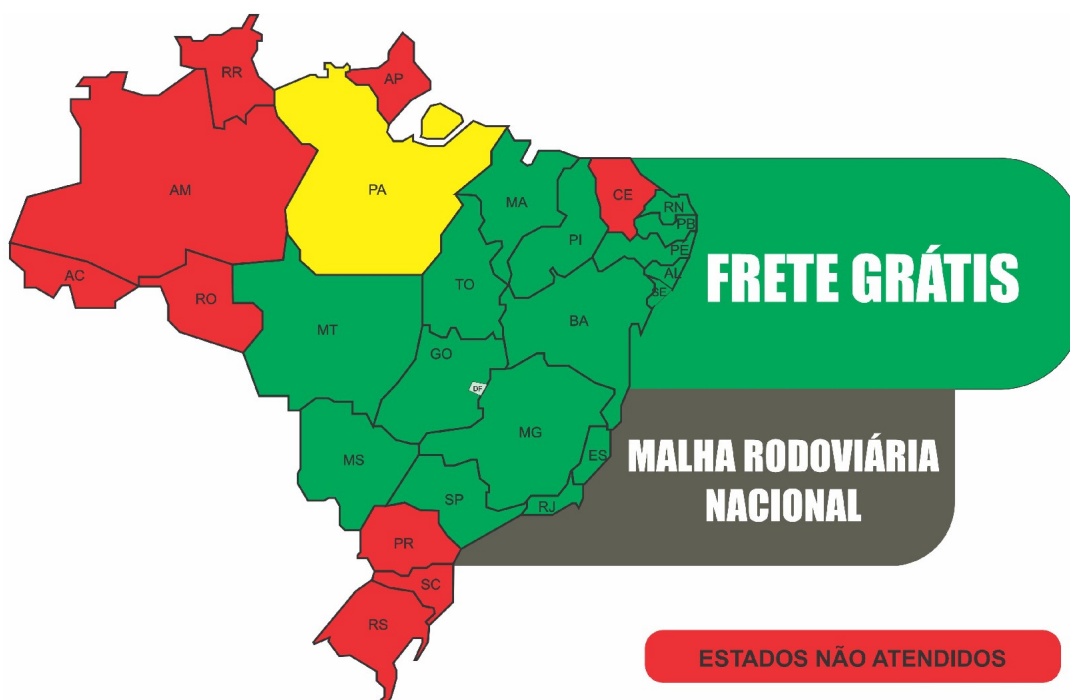 RR
AP
AM
PA
MA
CE
RN
PB
PI
PE
AL
SE
AC
RO
TO
BA
MT
GO
DF
MG
ES
MS
SP
RJ
PR
SC
RS
FRETE GRÁTIS
MALHA RODOVIÁRIA
NACIONAL
ESTADOS NÃO ATENDIDOS